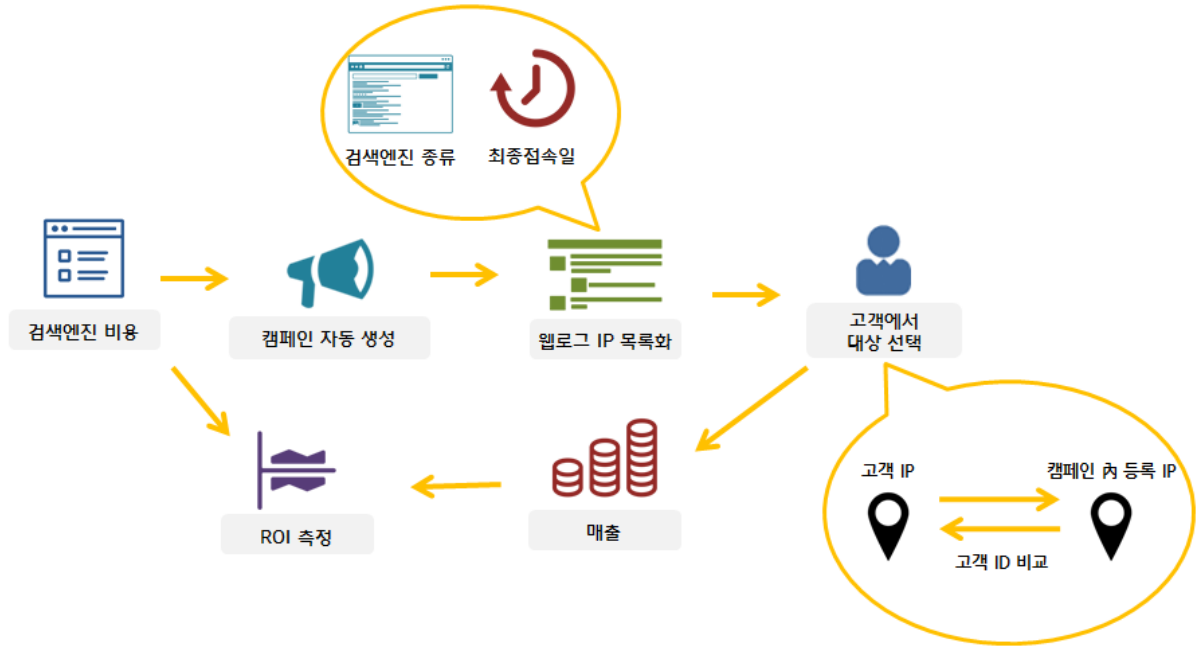 검색엔진 종류
최종접속일
검색엔진 비용
캠페인 자동 생성
웹로그 IP 목록화
고객에서
대상 선택
ROI 측정
매출
고객 IP
캠페인 內 등록 IP
고객 ID 비교